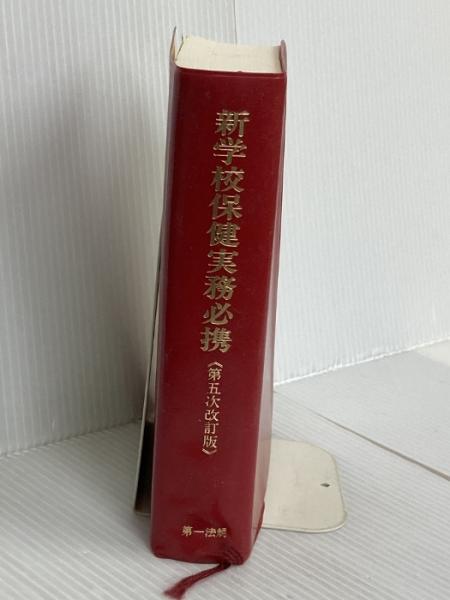 新学校保健実務必携
《第五次改訂版》
第一法規